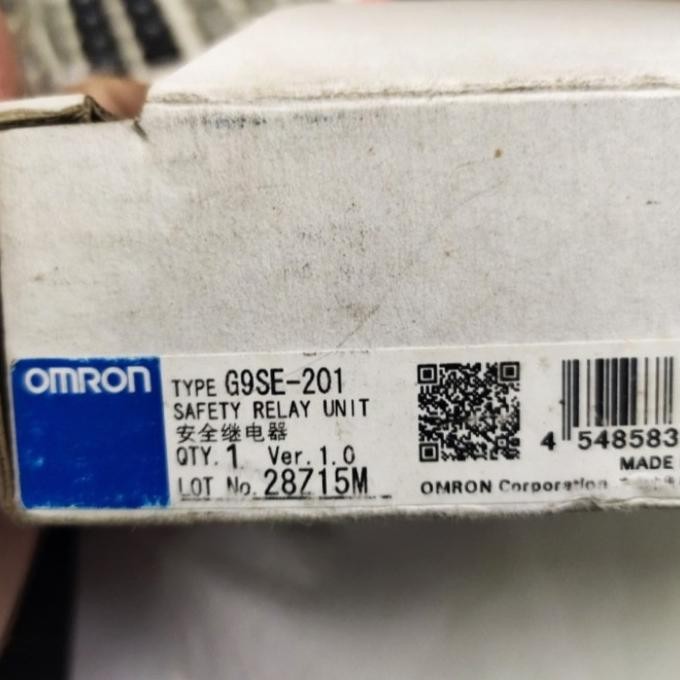 OMRON
TYPE G9SE-201
SAFETY RELAY UNIT
安全继电器
QTY. 1 Ver. 1.0
LOT No. 28715M
4 548583
MADE
OMRON Corporation